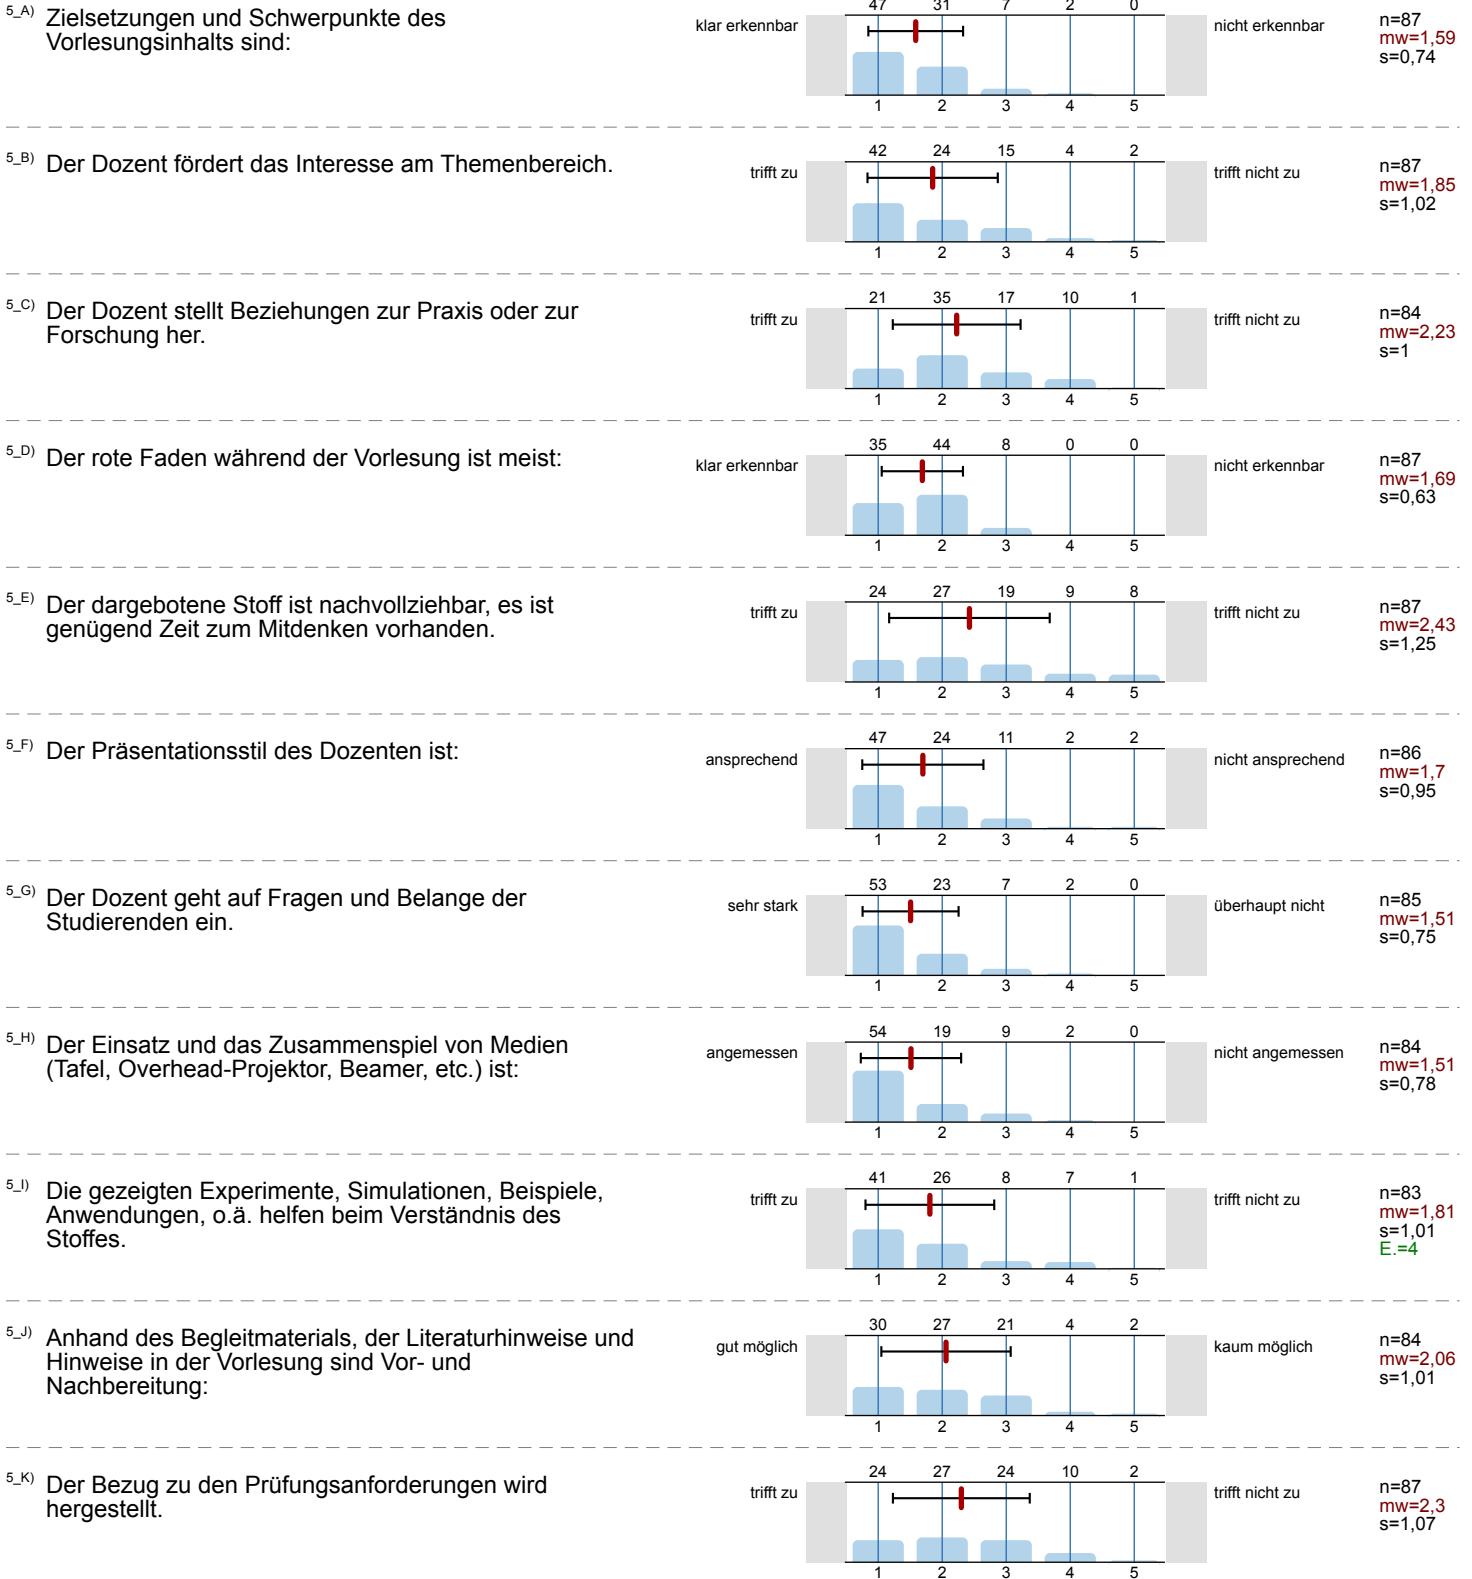 47 31 7 2 0
5_A) Zielsetzungen und Schwerpunkte des
Vorlesungsinhalts sind:
klar erkennbar
nicht erkennbar
n=87
mw=1,59
s=0,74
1 2 3 4 5
42 24 15 4 2
5_B) Der Dozent fördert das Interesse am Themenbereich.
trifft zu
trifft nicht zu
n=87
mw=1,85
s=1,02
1 2 3 4 5
21 35 17 10 1
5_C) Der Dozent stellt Beziehungen zur Praxis oder zur
Forschung her.
trifft zu
trifft nicht zu
n=84
mw=2,23
s=1
1 2 3 4 5
35 44 8 0 0
5_D) Der rote Faden während der Vorlesung ist meist:
klar erkennbar
nicht erkennbar
n=87
mw=1,69
s=0,63
1 2 3 4 5
24 27 19 9 8
5_E) Der dargebotene Stoff ist nachvollziehbar, es ist
genügend Zeit zum Mitdenken vorhanden.
trifft zu
trifft nicht zu
n=87
mw=2,43
s=1,25
1 2 3 4 5
47 24 11 2 2
5_F) Der Präsentationsstil des Dozenten ist:
ansprechend
nicht ansprechend
n=86
mw=1,7
s=0,95
1 2 3 4 5
53 23 7 2 0
5_G) Der Dozent geht auf Fragen und Belange der
Studierenden ein.
sehr stark
überhaupt nicht
n=85
mw=1,51
s=0,75
1 2 3 4 5
54 19 9 2 0
5_H) Der Einsatz und das Zusammenspiel von Medien
(Tafel, Overhead-Projektor, Beamer, etc.) ist:
angemessen
nicht angemessen
n=84
mw=1,51
s=0,78
1 2 3 4 5
41 26 8 7 1
5_I) Die gezeigten Experimente, Simulationen, Beispiele,
Anwendungen, o.ä. helfen beim Verständnis des
Stoffes.
trifft zu
trifft nicht zu
n=83
mw=1,81
s=1,01
E.=4
1 2 3 4 5
30 27 21 4 2
5_J) Anhand des Begleitmaterials, der Literaturhinweise und
Hinweise in der Vorlesung sind Vor- und
Nachbereitung:
gut möglich
kaum möglich
n=84
mw=2,06
s=1,01
1 2 3 4 5
24 27 24 10 2
5_K) Der Bezug zu den Prüfungsanforderungen wird
hergestellt.
trifft zu
trifft nicht zu
n=87
mw=2,3
s=1,07
1 2 3 4 5